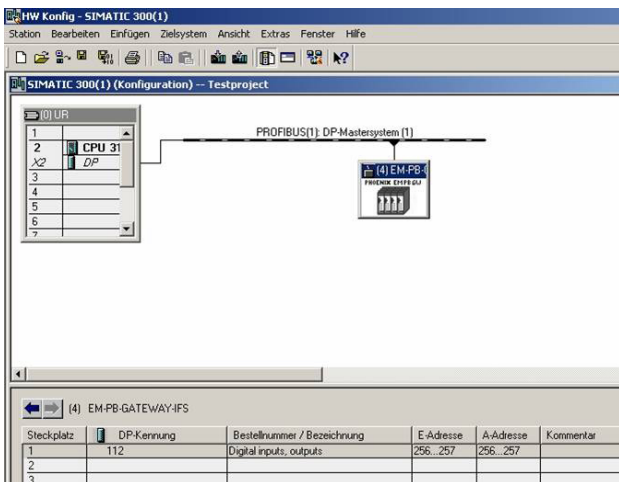 HW Konfig - SIMATIC 300(1)
Station Bearbeiten Einfügen Zielsystem Ansicht Extras Fenster Hilfe
SIMATIC 300(1) (Konfiguration) -- Testproject
(0) UR
1
2 CPU 31
X2 DP
3
4
5
6
7
PROFIBUS(1): DP-Mastersystem (1)
(4) EM-PB-G
PHOENIX EMPBGW
(4) EM-PB-GATEWAY-IFS
Steckplatz DP-Kennung Bestellnummer / Bezeichnung E-Adresse A-Adresse Kommentar
1 112 Digital inputs, outputs 256...257 256...257
2
3